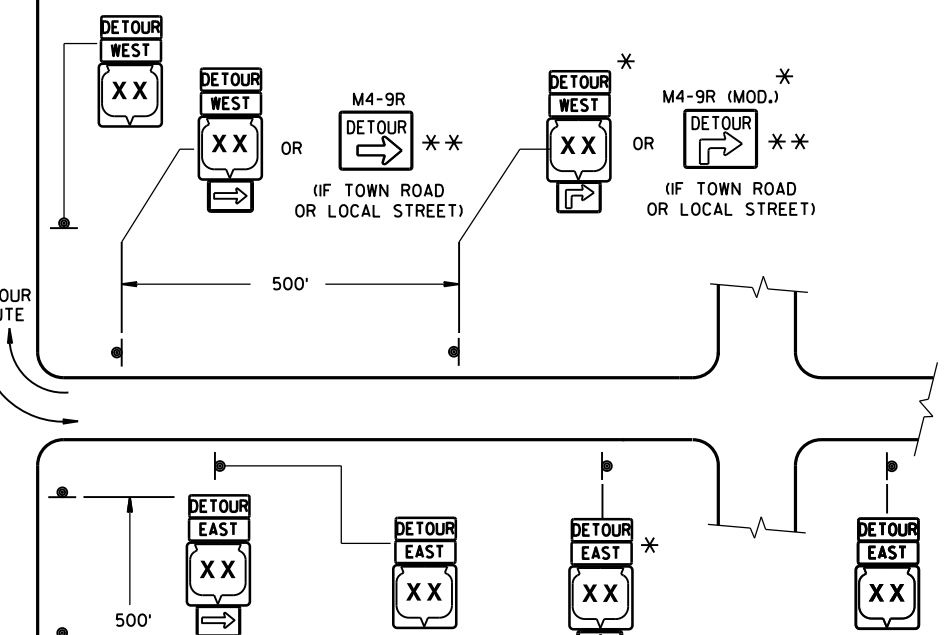 DETOUR
WEST
XX
DETOUR
WEST
XX
OR
M4-9R
DETOUR
**
(IF TOWN ROAD
OR LOCAL STREET)
DETOUR
*
WEST
XX
OR
M4-9R (MOD.)
*
DETOUR
**
(IF TOWN ROAD
OR LOCAL STREET)
500'
OUR
UTE
DETOUR
EAST
XX
500'
DETOUR
EAST
XX
DETOUR
EAST
*
XX
DETOUR
EAST
XX